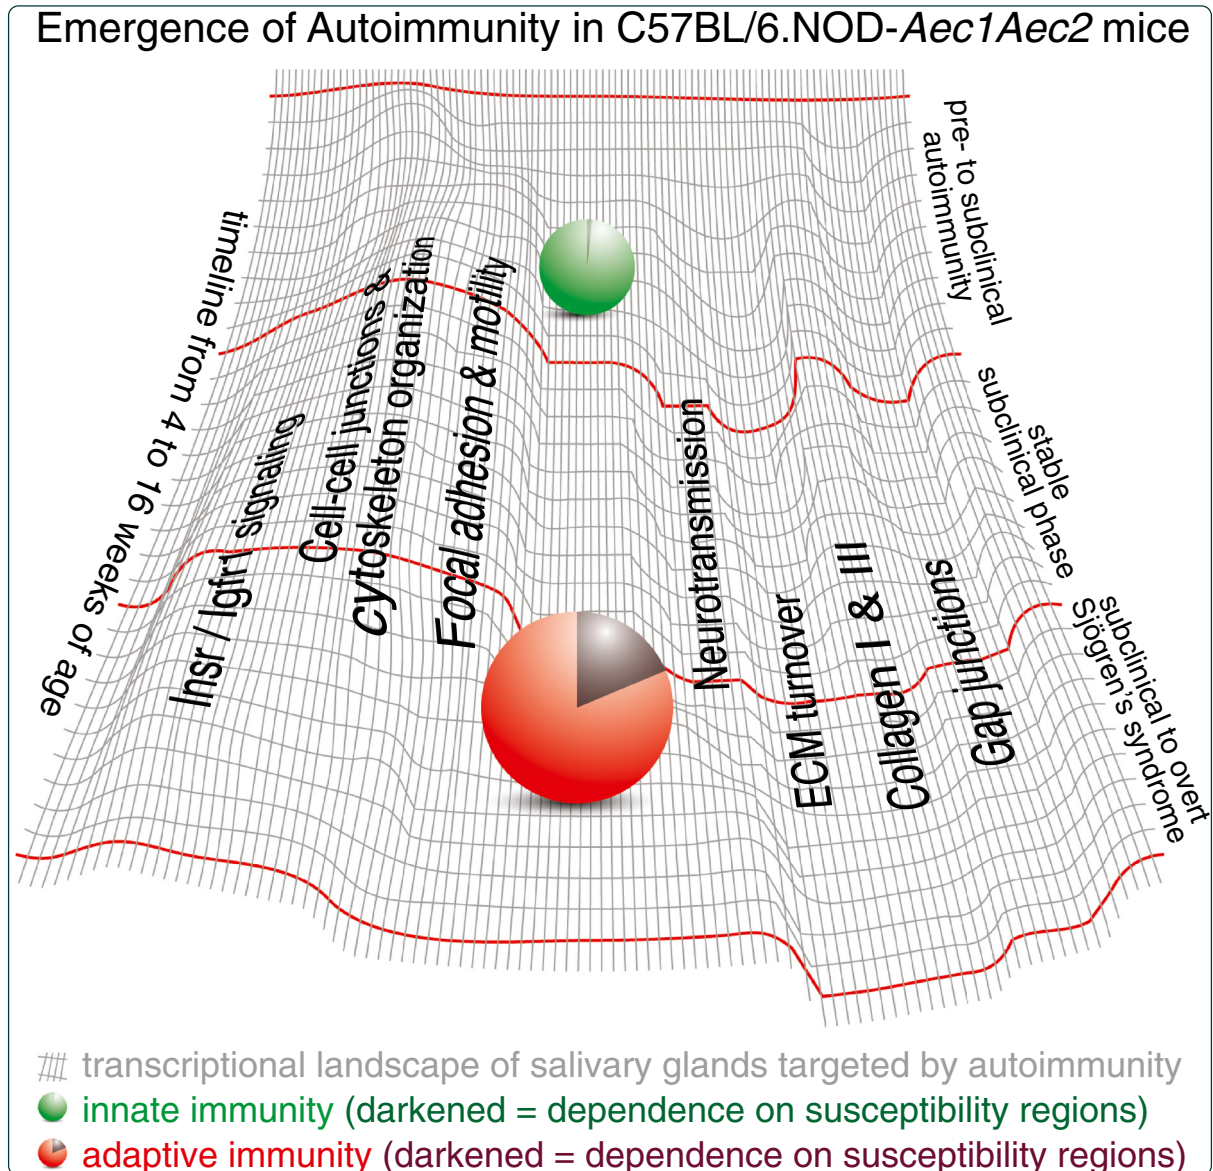 Emergence of Autoimmunity in C57BL/6.NOD-Aec1Aec2 mice
pre- to subclinical
autoimmunity
timeline from 4 to 16 weeks of age
stable
subclinical phase
subclinical to overt
Sjögren's syndrome
Insr / Igfr1 signaling
Cell-cell junctions &
cytoskeleton organization
Focal adhesion & motility
Neurotransmission
ECM turnover
Collagen I & III
Gap junctions
transcriptional landscape of salivary glands targeted by autoimmunity
innate immunity (darkened = dependence on susceptibility regions)
adaptive immunity (darkened = dependence on susceptibility regions)